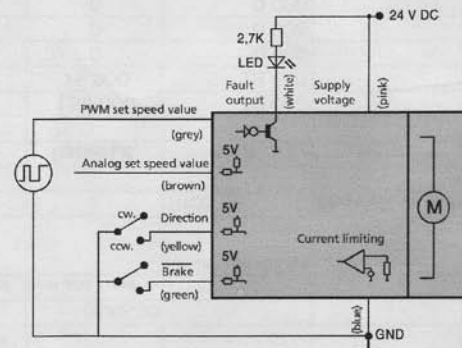 24 V DC
2,7K
LED
Fault output
(white)
Supply voltage
(pink)
PWM set speed value
(grey)
5V
Analog set speed value
(brown)
5V
cw.
Direction
ccw.
(yellow)
5V
Brake
(green)
Current limiting
M
(blue)
GND